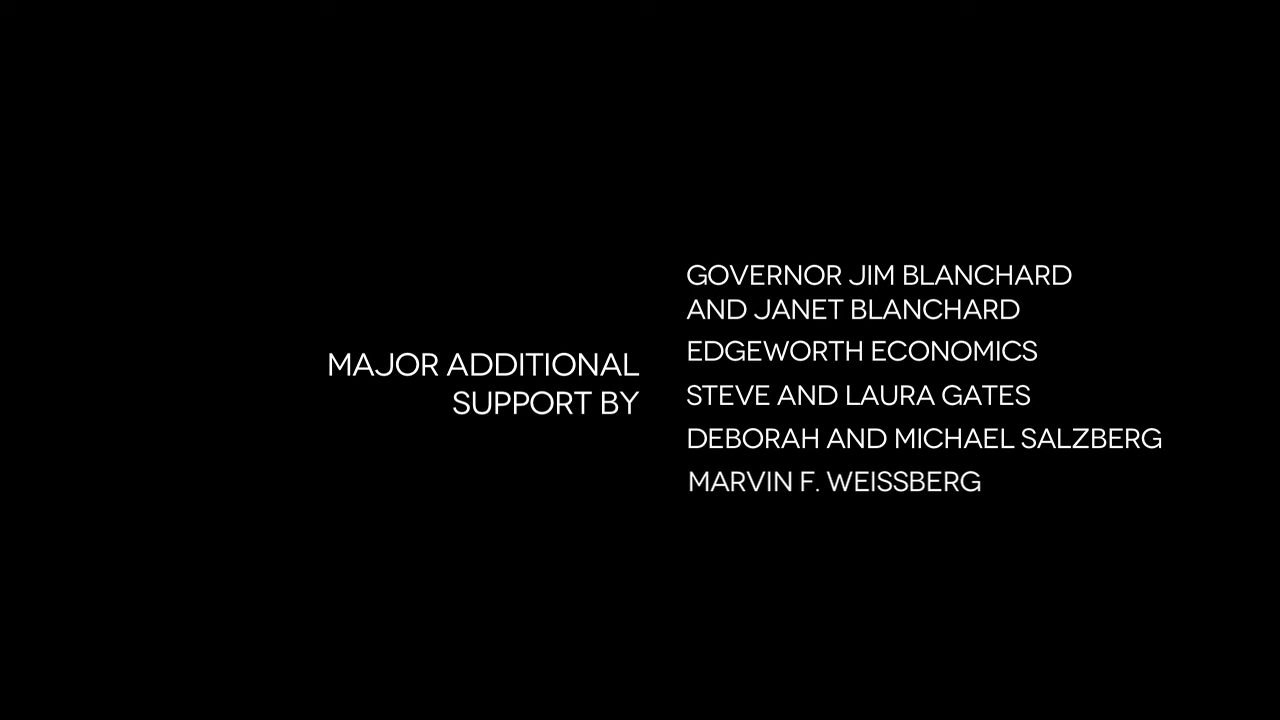 MAJOR ADDITIONAL
SUPPORT BY
GOVERNOR JIM BLANCHARD
AND JANET BLANCHARD
EDGEWORTH ECONOMICS
STEVE AND LAURA GATES
DEBORAH AND MICHAEL SALZBERG
MARVIN F. WEISSBERG